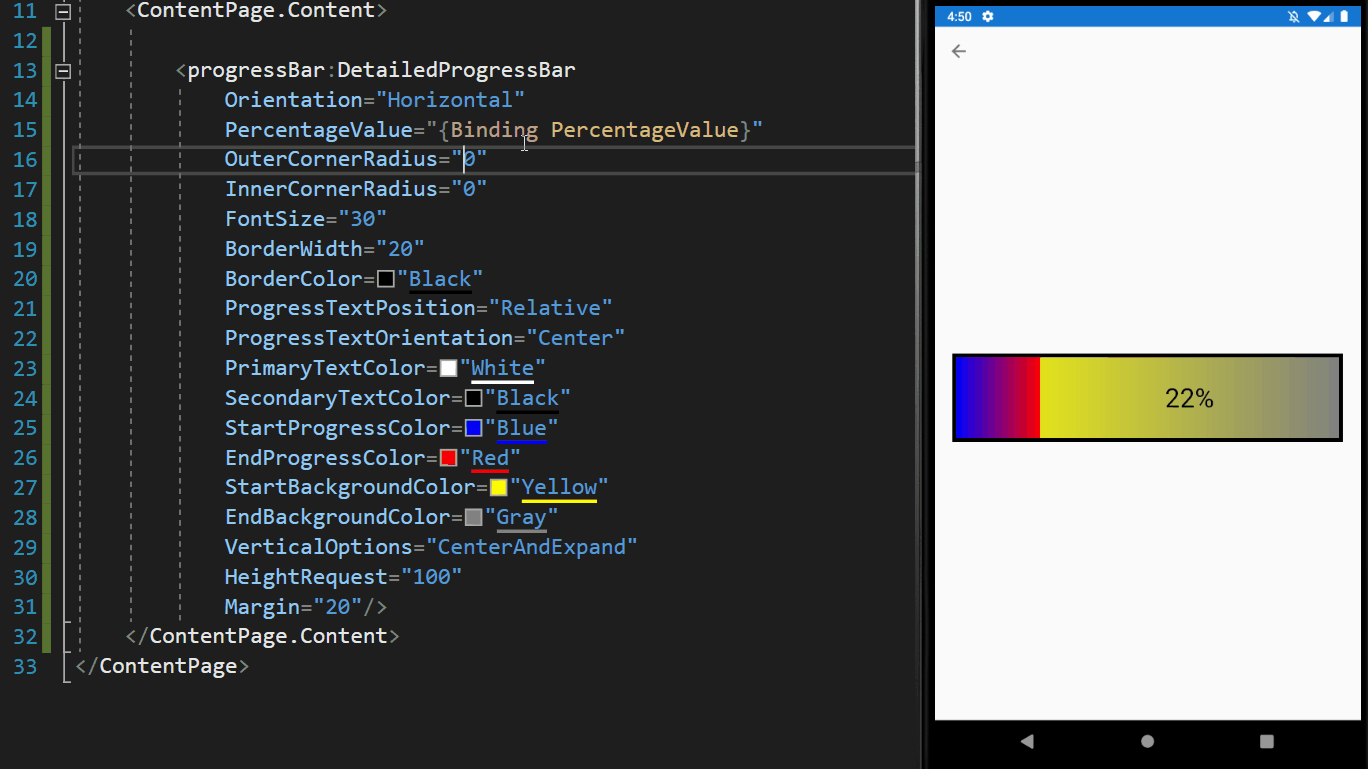 11 <ContentPage.Content>
12
13 <progressBar:DetailedProgressBar
14 Orientation="Horizontal"
15 PercentageValue="{Binding PercentageValue}"
16 OuterCornerRadius="0"
17 InnerCornerRadius="0"
18 FontSize="30"
19 BorderWidth="20"
20 BorderColor="Black"
21 ProgressTextPosition="Relative"
22 ProgressTextOrientation="Center"
23 PrimaryTextColor="White"
24 SecondaryTextColor="Black"
25 StartProgressColor="Blue"
26 EndProgressColor="Red"
27 StartBackgroundColor="Yellow"
28 EndBackgroundColor="Gray"
29 VerticalOptions="CenterAndExpand"
30 HeightRequest="100"
31 Margin="20"/>
32 </ContentPage.Content>
33 </ContentPage>
4:50
22%